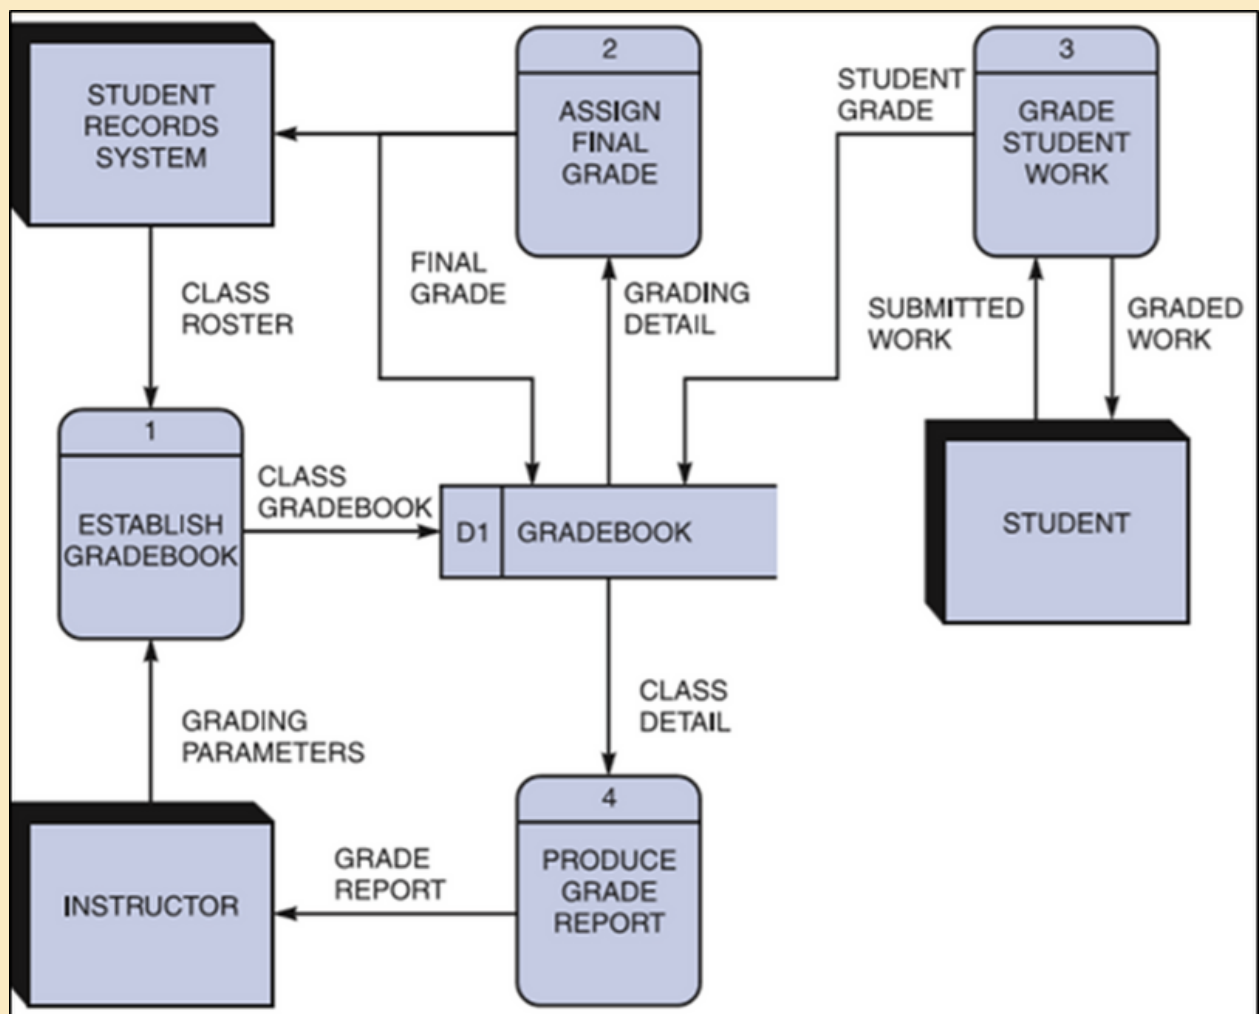 STUDENT
RECORDS
SYSTEM
2
ASSIGN
FINAL
GRADE
STUDENT
GRADE
3
GRADE
STUDENT
WORK
CLASS
ROSTER
FINAL
GRADE
GRADING
DETAIL
SUBMITTED
WORK
GRADED
WORK
1
ESTABLISH
GRADEBOOK
CLASS
GRADEBOOK
D1
GRADEBOOK
STUDENT
GRADING
PARAMETERS
CLASS
DETAIL
INSTRUCTOR
GRADE
REPORT
4
PRODUCE
GRADE
REPORT